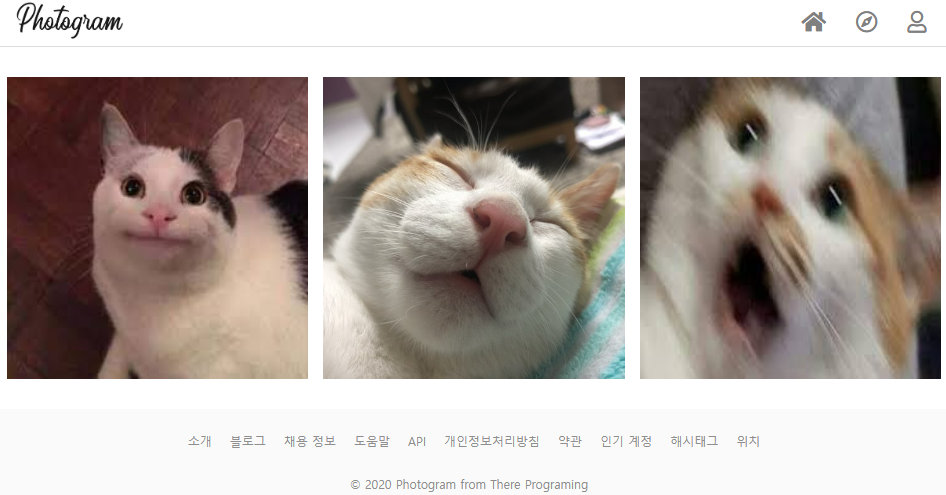 Photogram
소개 블로그 채용 정보 도움말 API 개인정보처리방침 약관 인기 계정 해시태그 위치
© 2020 Photogram from There Programing